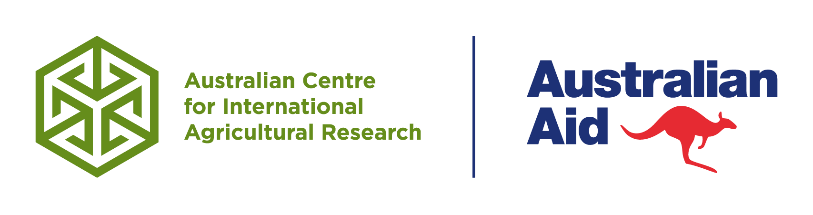 Australian Centre
for International
Agricultural Research
Australian
Aid